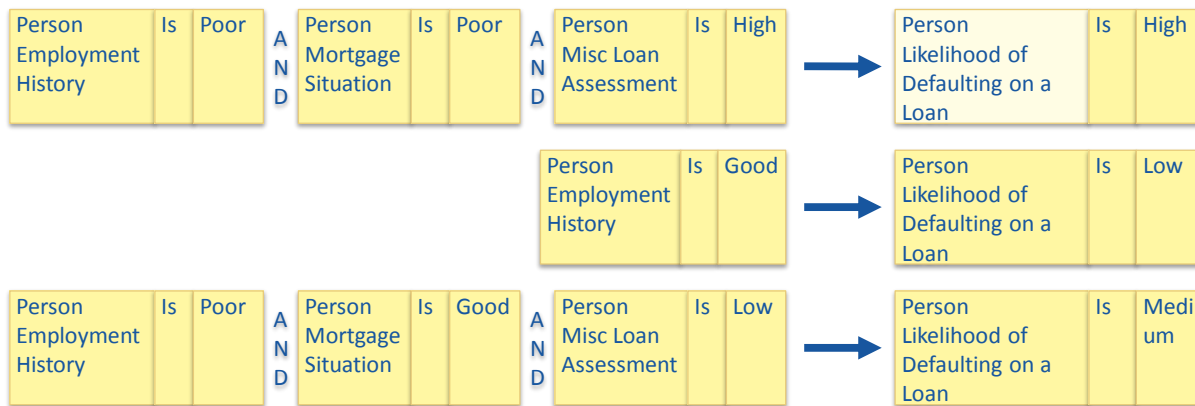 Person Is Poor A Person Is Poor A Person Is High Person Is High
Employment N Mortgage N Misc Loan Likelihood of
History D Situation D Assessment Defaulting on a
Loan
Person Is Good Person Is Low
Employment Likelihood of
History Defaulting on a
Loan
Person Is Poor A Person Is Good A Person Is Low Person Is Medi
Employment N Mortgage N Misc Loan Likelihood of um
History D Situation D Assessment Defaulting on a
Loan